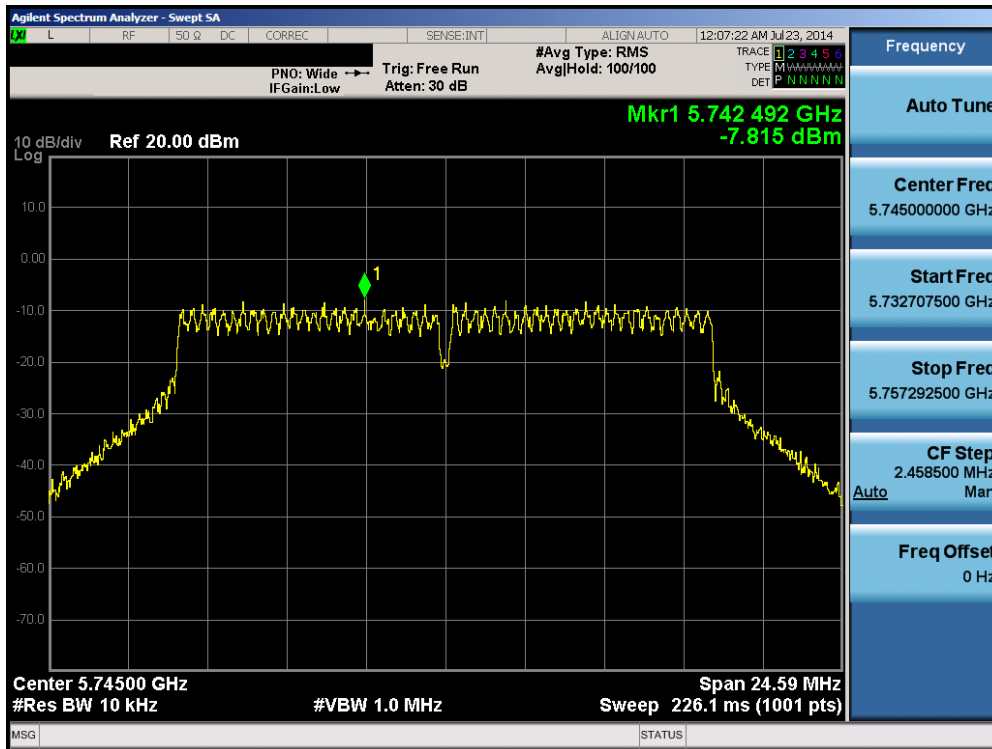 Agilent Spectrum Analyzer - Swept SA
LXI L RF 50 Ω DC CORREC SENSE:INT ALIGN AUTO 12:07:22 AM Jul 23, 2014
PNO: Wide Trig: Free Run #Avg Type: RMS TRACE 1 2 3 4 5 6
IFGain:Low Atten: 30 dB Avg|Hold: 100/100 TYPE M WWWWW
DET P N N N N N
Mkr1 5.742 492 GHz
-7.815 dBm
10 dB/div Ref 20.00 dBm
Log
10.0
0.00
-10.0
-20.0
-30.0
-40.0
-50.0
-60.0
-70.0
1
Center 5.74500 GHz Span 24.59 MHz
#Res BW 10 kHz #VBW 1.0 MHz Sweep 226.1 ms (1001 pts)
MSG STATUS
Frequency
Auto Tune
Center Freq
5.745000000 GHz
Start Freq
5.732707500 GHz
Stop Freq
5.757292500 GHz
CF Step
2.458500 MHz
Auto Man
Freq Offset
0 Hz